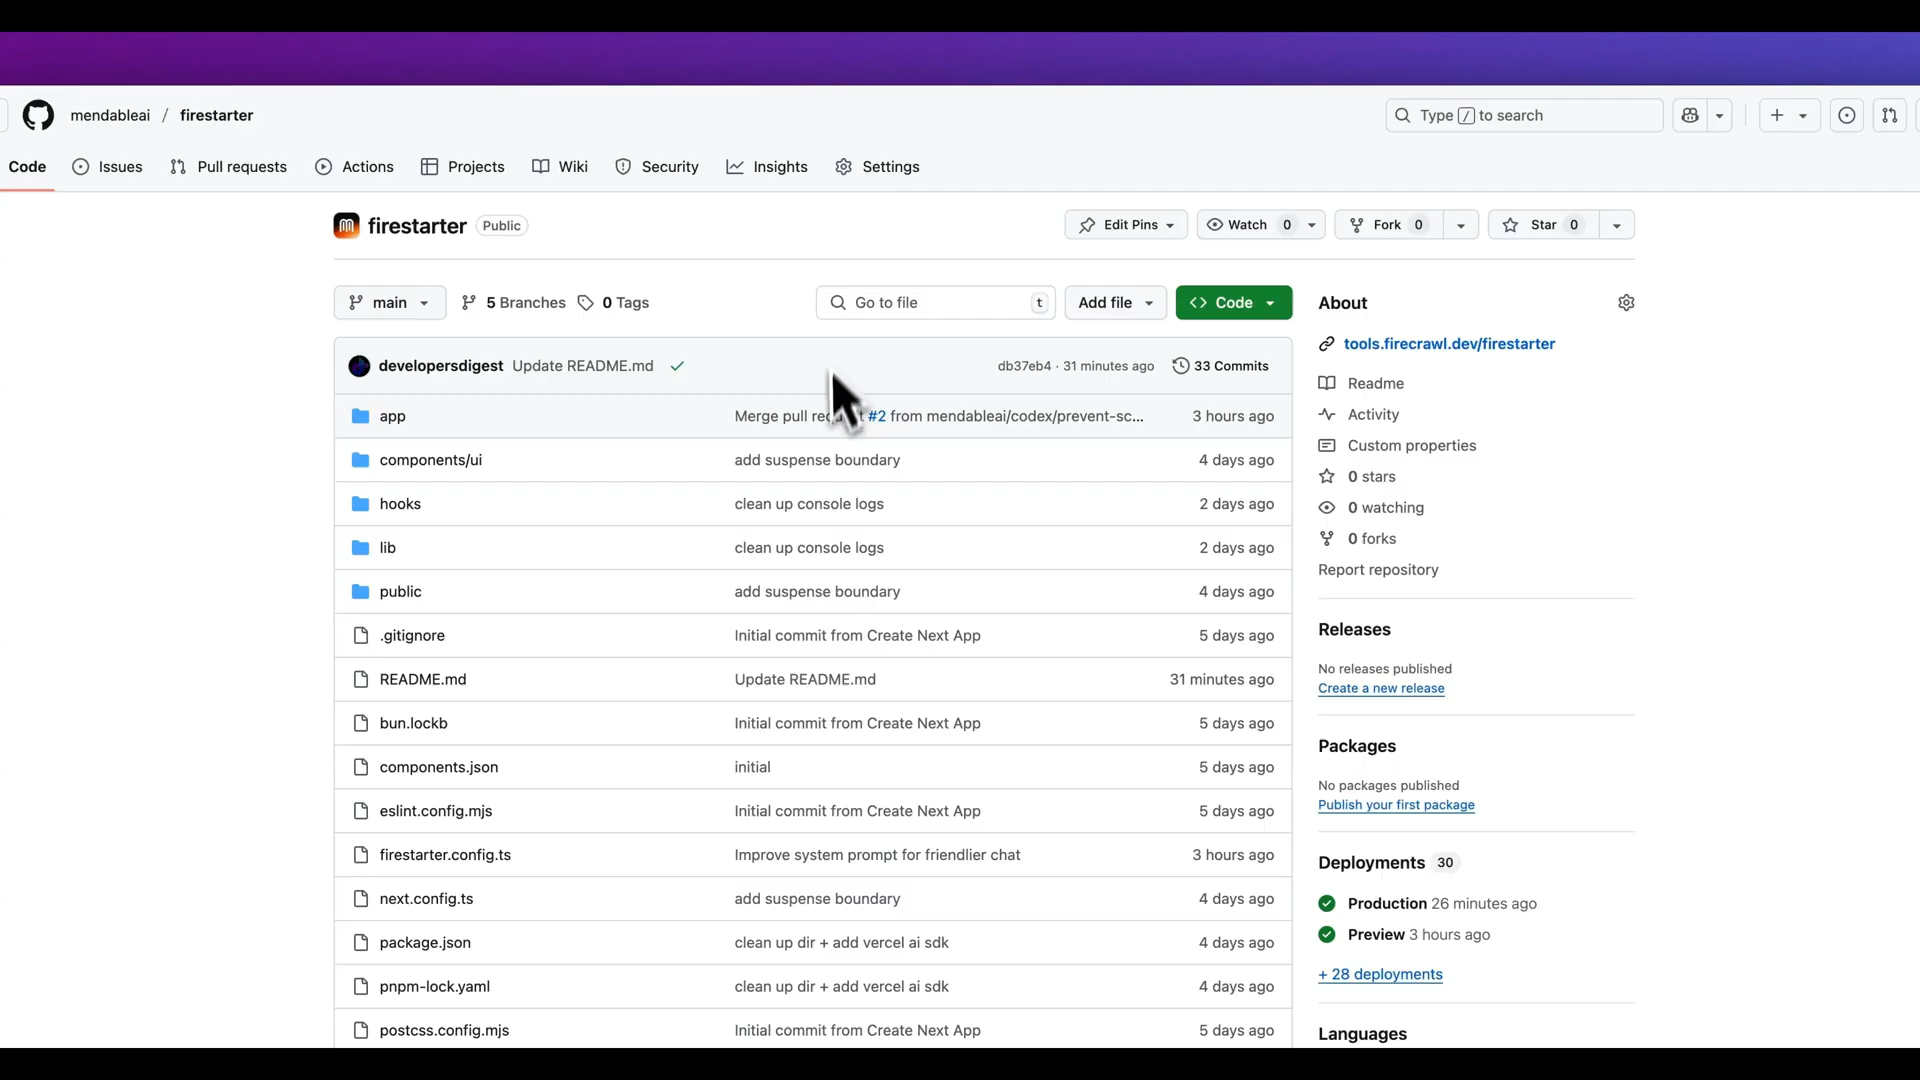 mendableai / firestarter
Type / to search
Code Issues Pull requests Actions Projects Wiki Security Insights Settings
firestarter Public
Edit Pins Watch 0 Fork 0 Star 0
main 5 Branches 0 Tags
Go to file t Add file Code
developersdigest Update README.md db37eb4 · 31 minutes ago 33 Commits
app Merge pull #2 from mendableai/codex/prevent-sc... 3 hours ago
components/ui add suspense boundary 4 days ago
hooks clean up console logs 2 days ago
lib clean up console logs 2 days ago
public add suspense boundary 4 days ago
.gitignore Initial commit from Create Next App 5 days ago
README.md Update README.md 31 minutes ago
bun.lockb Initial commit from Create Next App 5 days ago
components.json initial 5 days ago
eslint.config.mjs Initial commit from Create Next App 5 days ago
firestarter.config.ts Improve system prompt for friendlier chat 3 hours ago
next.config.ts add suspense boundary 4 days ago
package.json clean up dir + add vercel ai sdk 4 days ago
pnpm-lock.yaml clean up dir + add vercel ai sdk 4 days ago
postcss.config.mjs Initial commit from Create Next App 5 days ago
About
tools.firecrawl.dev/firestarter
Readme
Activity
Custom properties
0 stars
0 watching
0 forks
Report repository
Releases
No releases published
Create a new release
Packages
No packages published
Publish your first package
Deployments 30
Production 26 minutes ago
Preview 3 hours ago
+ 28 deployments
Languages